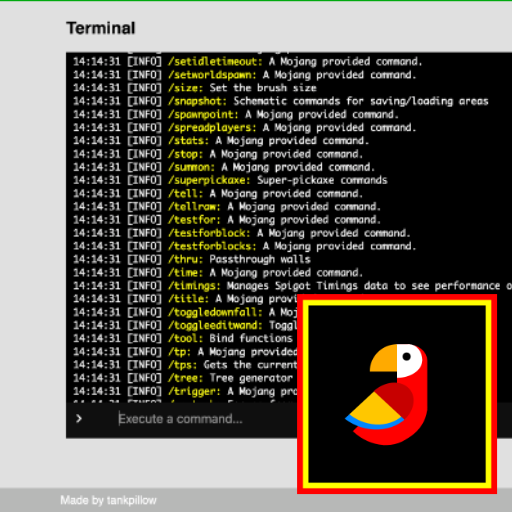 Terminal
14:14:31 [INFO] /setidletimeout: A Mojang provided command.
14:14:31 [INFO] /setworldspawn: A Mojang provided command.
14:14:31 [INFO] /size: Set the brush size
14:14:31 [INFO] /snapshot: Schematic commands for saving/loading areas
14:14:31 [INFO] /spawnpoint: A Mojang provided command.
14:14:31 [INFO] /spreadplayers: A Mojang provided command.
14:14:31 [INFO] /stats: A Mojang provided command.
14:14:31 [INFO] /stop: A Mojang provided command.
14:14:31 [INFO] /summon: A Mojang provided command.
14:14:31 [INFO] /superpickaxe: Super-pickaxe commands
14:14:31 [INFO] /tell: A Mojang provided command.
14:14:31 [INFO] /tellraw: A Mojang provided command.
14:14:31 [INFO] /testfor: A Mojang provided command.
14:14:31 [INFO] /testforblock: A Mojang provided command.
14:14:31 [INFO] /testforblocks: A Mojang provided command.
14:14:31 [INFO] /thru: Passthrough walls
14:14:31 [INFO] /time: A Mojang provided command.
14:14:31 [INFO] /timings: Manages Spigot Timings data to see performance o
14:14:31 [INFO] /title: A Mojang provi
14:14:31 [INFO] /toggledownfall: A Moj
14:14:31 [INFO] /toggleeditwand: Toggl
14:14:31 [INFO] /tool: Bind functions
14:14:31 [INFO] /tp: A Mojang provided
14:14:31 [INFO] /tps: Gets the current
14:14:31 [INFO] /tree: Tree generator
14:14:31 [INFO] /trigger: A Mojang pro
> Execute a command...
Made by tankpillow